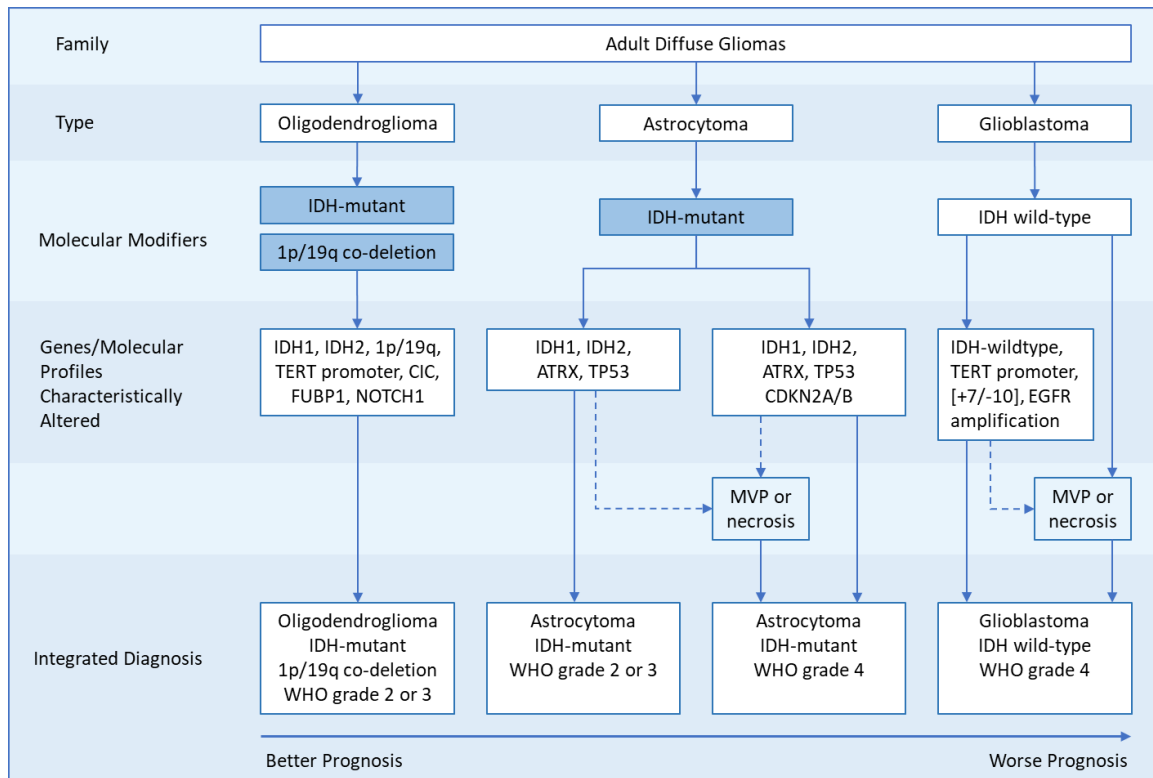 Family
Adult Diffuse Gliomas
Type
Oligodendroglioma
Astrocytoma
Glioblastoma
Molecular Modifiers
IDH-mutant
1p/19q co-deletion
IDH-mutant
IDH wild-type
Genes/Molecular
Profiles
Characteristically
Altered
IDH1, IDH2, 1p/19q,
TERT promoter, CIC,
FUBP1, NOTCH1
IDH1, IDH2,
ATRX, TP53
IDH1, IDH2,
ATRX, TP53
CDKN2A/B
IDH-wildtype,
TERT promoter,
[+7/-10], EGFR
amplification
MVP or
necrosis
MVP or
necrosis
Integrated Diagnosis
Oligodendroglioma
IDH-mutant
1p/19q co-deletion
WHO grade 2 or 3
Astrocytoma
IDH-mutant
WHO grade 2 or 3
Astrocytoma
IDH-mutant
WHO grade 4
Glioblastoma
IDH wild-type
WHO grade 4
Better Prognosis
Worse Prognosis